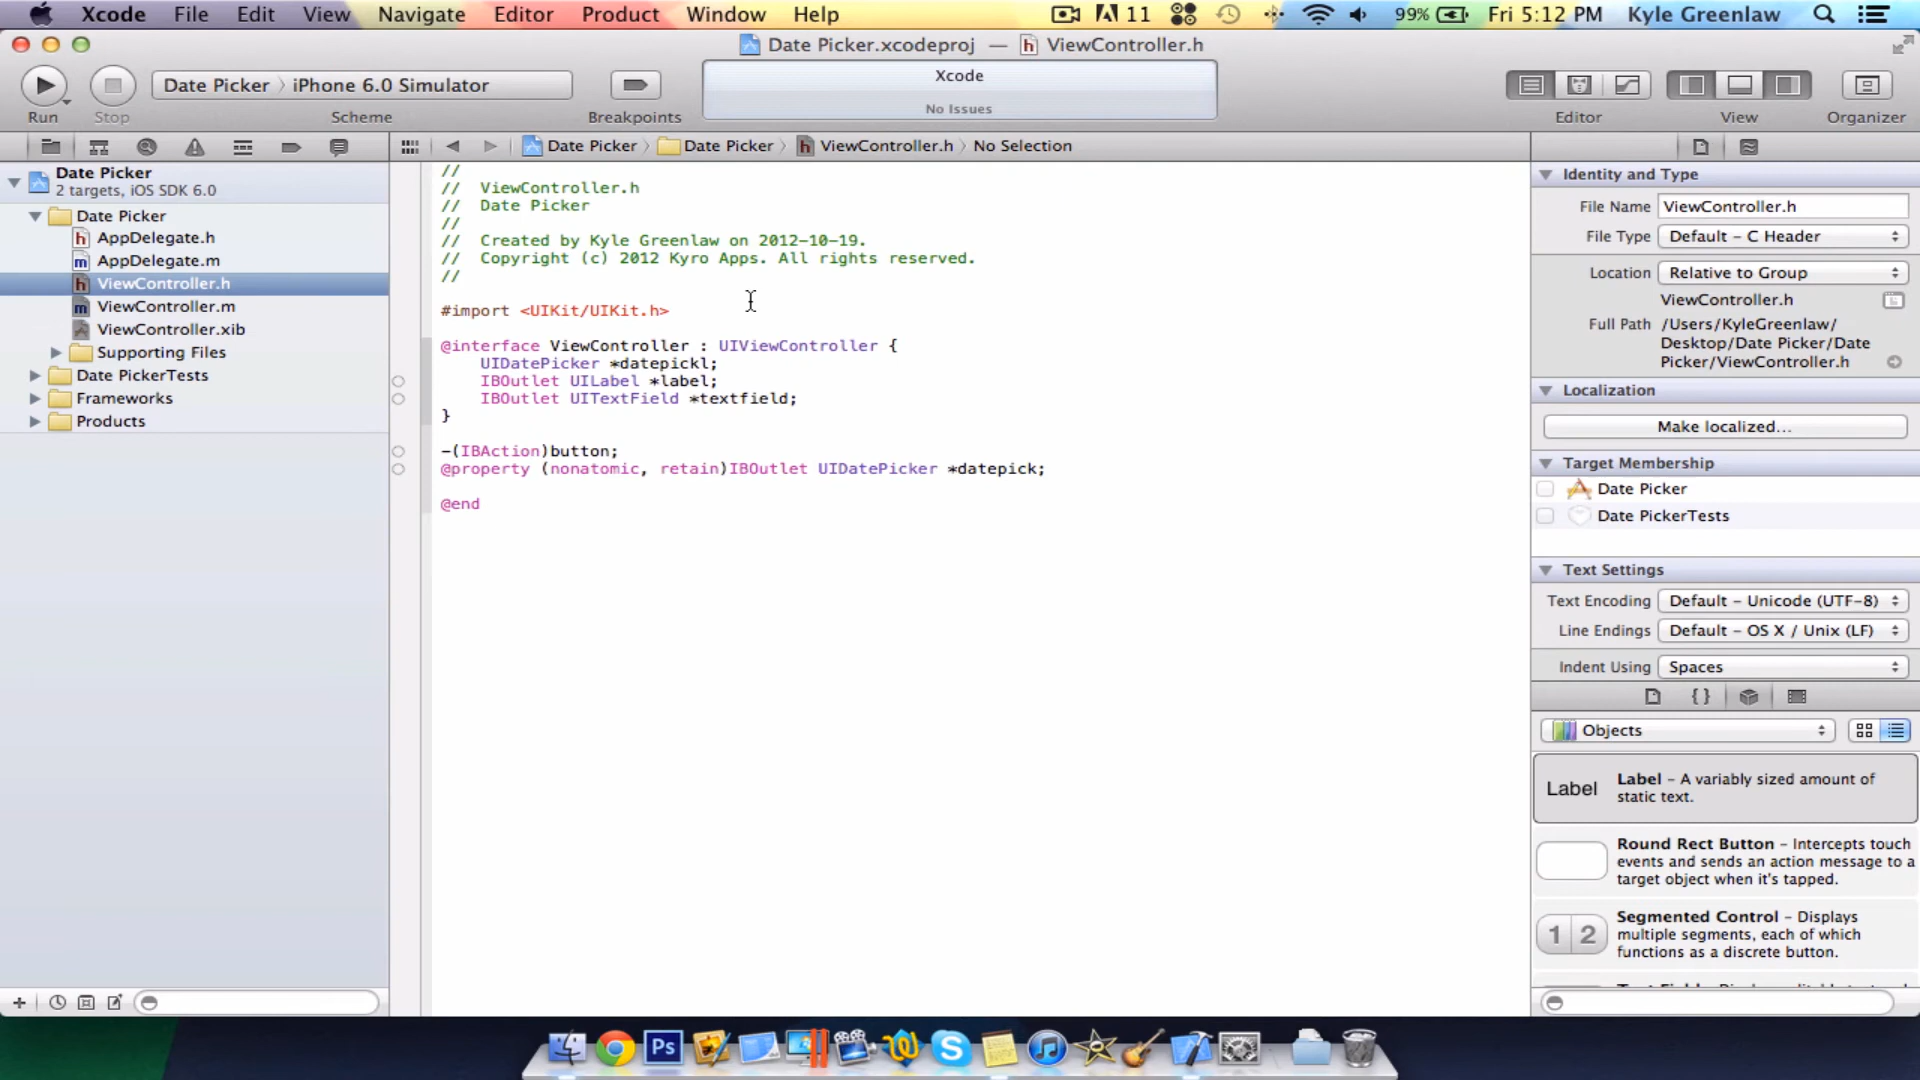 Xcode File Edit View Navigate Editor Product Window Help 11 99% Fri 5:12 PM Kyle Greenlaw
Date Picker.xcodeproj — ViewController.h
Date Picker iPhone 6.0 Simulator
Xcode
No Issues
Run Stop Scheme Breakpoints Editor View Organizer
Date Picker
2 targets, iOS SDK 6.0
Date Picker
AppDelegate.h
AppDelegate.m
ViewController.h
ViewController.m
ViewController.xib
Supporting Files
Date PickerTests
Frameworks
Products
Date Picker Date Picker ViewController.h No Selection
//
// ViewController.h
// Date Picker
//
// Created by Kyle Greenlaw on 2012-10-19.
// Copyright (c) 2012 Kyro Apps. All rights reserved.
//
#import <UIKit/UIKit.h>
@interface ViewController : UIViewController {
UIDatePicker *datepickl;
IBOutlet UILabel *label;
IBOutlet UITextField *textfield;
}
-(IBAction)button;
@property (nonatomic, retain)IBOutlet UIDatePicker *datepick;
@end
Identity and Type
File Name ViewController.h
File Type Default - C Header
Location Relative to Group
ViewController.h
Full Path /Users/KyleGreenlaw/
Desktop/Date Picker/Date
Picker/ViewController.h
Localization
Make localized...
Target Membership
Date Picker
Date PickerTests
Text Settings
Text Encoding Default - Unicode (UTF-8)
Line Endings Default - OS X / Unix (LF)
Indent Using Spaces
{ }
Objects
Label
Label - A variably sized amount of
static text.
Round Rect Button - Intercepts touch
events and sends an action message to a
target object when it's tapped.
1 2
Segmented Control - Displays
multiple segments, each of which
functions as a discrete button.
Ps